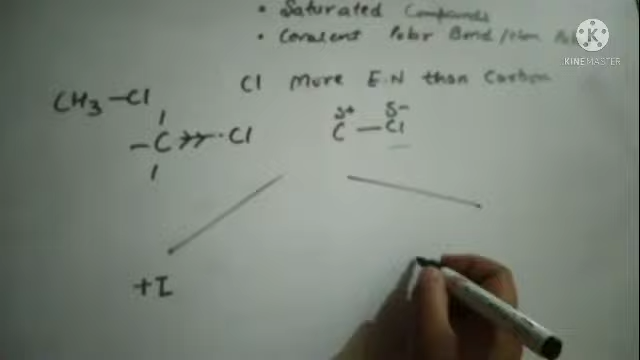 • Saturated Compounds
• Covalent Polar Bond/Non
K
KINEMASTER
Cl More E.N than Carbon
CH3-Cl
δ+ δ-
C-Cl
-C>>·Cl
+I